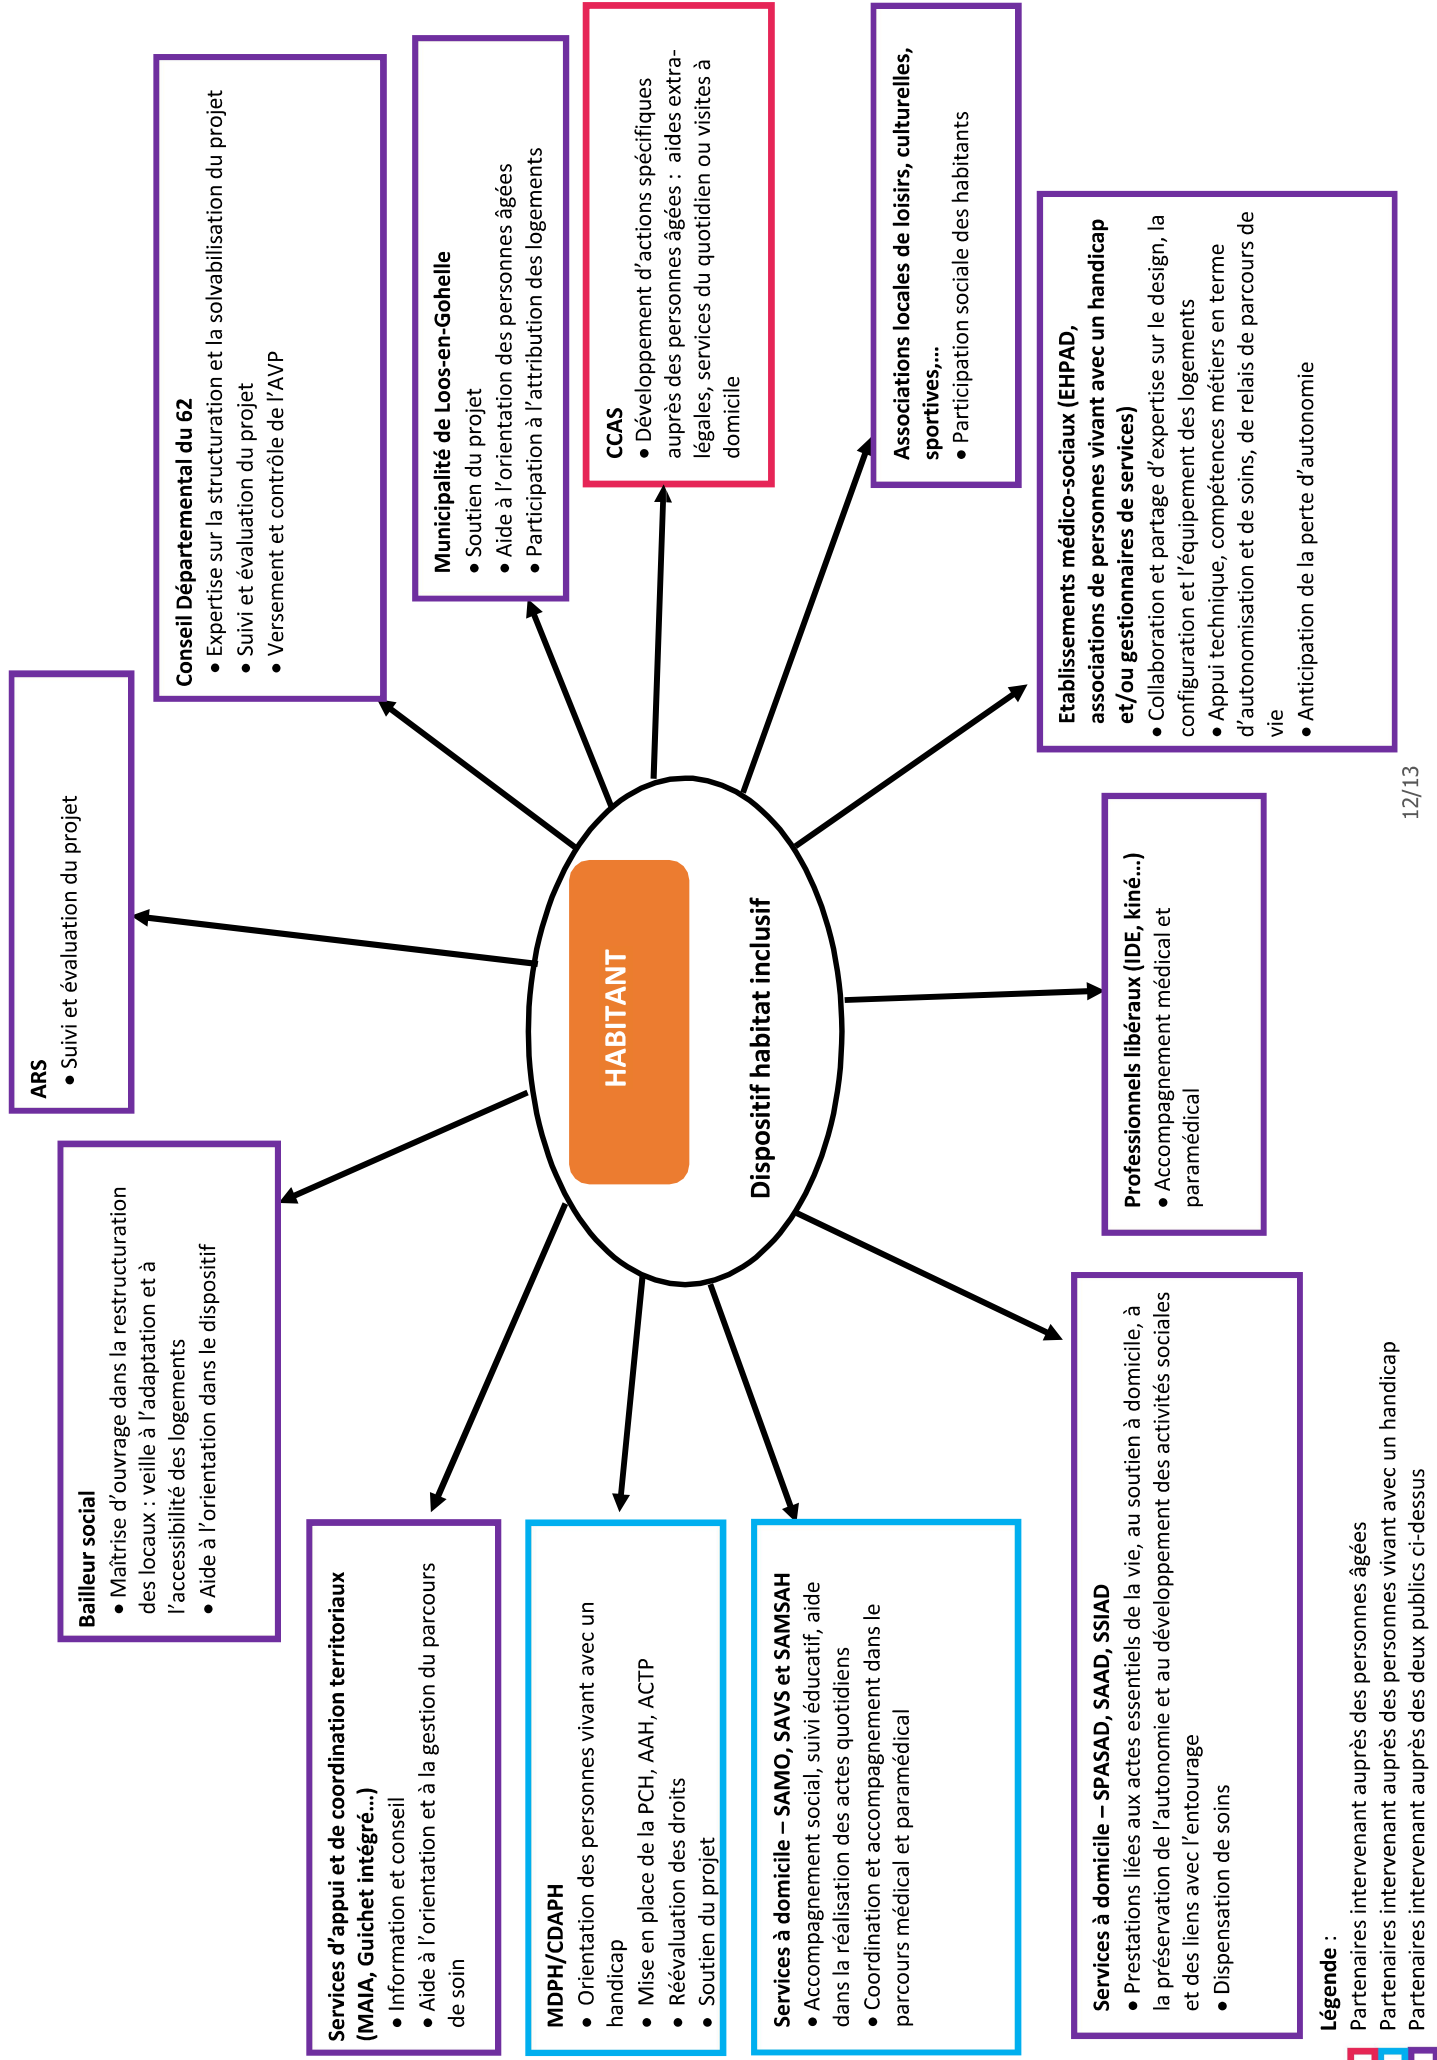 Bailleur social
• Maîtrise d'ouvrage dans la restructuration
des locaux : veille à l'adaptation et à
l'accessibilité des logements
• Aide à l'orientation dans le dispositif
ARS
• Suivi et évaluation du projet
Conseil Départemental du 62
• Expertise sur la structuration et la solvabilisation du projet
• Suivi et évaluation du projet
• Versement et contrôle de l'AVP
Services d'appui et de coordination territoriaux
(MAIA, Guichet intégré...)
• Information et conseil
• Aide à l'orientation et à la gestion du parcours
de soin
Municipalité de Loos-en-Gohelle
• Soutien du projet
• Aide à l'orientation des personnes âgées
• Participation à l'attribution des logements
MDPH/CDAPH
• Orientation des personnes vivant avec un
handicap
• Mise en place de la PCH, AAH, ACTP
• Réévaluation des droits
• Soutien du projet
HABITANT
Dispositif habitat inclusif
CCAS
• Développement d'actions spécifiques
auprès des personnes âgées : aides extra-
légales, services du quotidien ou visites à
domicile
Services à domicile – SAMO, SAVS et SAMSAH
• Accompagnement social, suivi éducatif, aide
dans la réalisation des actes quotidiens
• Coordination et accompagnement dans le
parcours médical et paramédical
Associations locales de loisirs, culturelles,
sportives,...
• Participation sociale des habitants
Services à domicile – SPASAD, SAAD, SSIAD
• Prestations liées aux actes essentiels de la vie, au soutien à domicile, à
la préservation de l'autonomie et au développement des activités sociales
et des liens avec l'entourage
• Dispensation de soins
Professionnels libéraux (IDE, kiné...)
• Accompagnement médical et
paramédical
Etablissements médico-sociaux (EHPAD,
associations de personnes vivant avec un handicap
et/ou gestionnaires de services)
• Collaboration et partage d'expertise sur le design, la
configuration et l'équipement des logements
• Appui technique, compétences métiers en terme
d'autonomisation et de soins, de relais de parcours de
vie
• Anticipation de la perte d'autonomie
Légende :
Partenaires intervenant auprès des personnes âgées
Partenaires intervenant auprès des personnes vivant avec un handicap
Partenaires intervenant auprès des deux publics ci-dessus
12/13